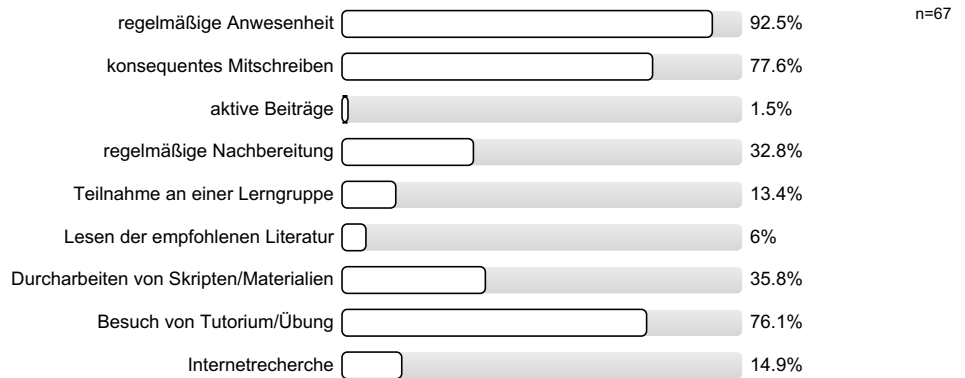 n=67
regelmäßige Anwesenheit 92.5%
konsequentes Mitschreiben 77.6%
aktive Beiträge 1.5%
regelmäßige Nachbereitung 32.8%
Teilnahme an einer Lerngruppe 13.4%
Lesen der empfohlenen Literatur 6%
Durcharbeiten von Skripten/Materialien 35.8%
Besuch von Tutorium/Übung 76.1%
Internetrecherche 14.9%